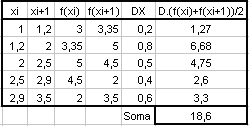 xi xi+1 f(xi) f(xi+1) DX D.(f(xi)+f(xi+1))/2
1 1,2 3 3,35 0,2 1,27
1,2 2 3,35 5 0,8 6,68
2 2,5 5 4,5 0,5 4,75
2,5 2,9 4,5 2 0,4 2,6
2,9 3,5 2 3,5 0,6 3,3
Soma 18,6